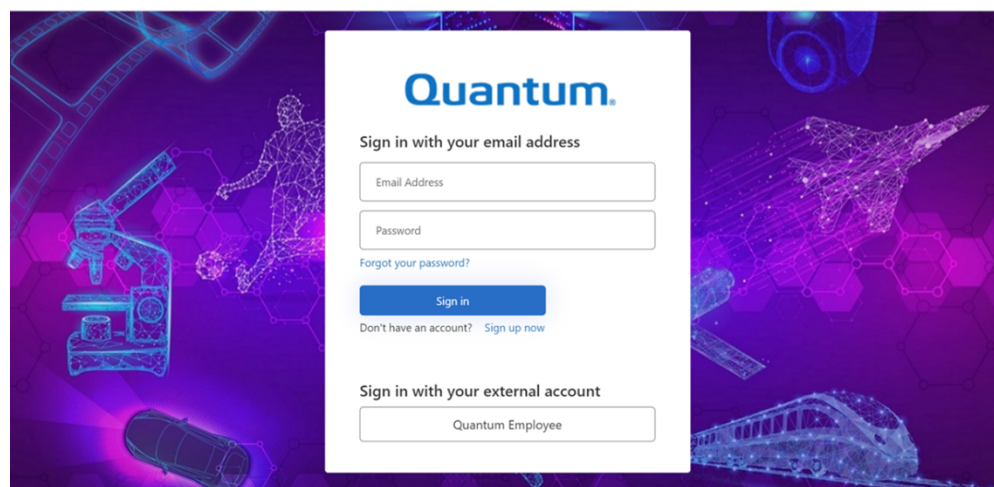 Quantum.
Sign in with your email address
Email Address
Password
Forgot your password?
Sign in
Don't have an account? Sign up now
Sign in with your external account
Quantum Employee